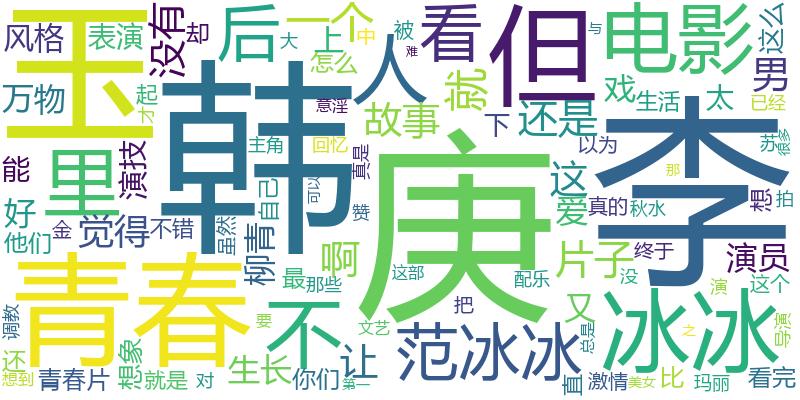 风格
表演
没有
却
后
大
上
一个
中
被
看
但
电影
这么
与
难
怎么
人
就
男
戏
生活
太
已经
玉
万物
起
才
韩
意淫
故事
下
还是
李
以为
苏
很多
能
里
演技
主角
回忆
真是
庚
这
那
想
拍
好
他们
金
觉得
不错
虽然
自己
可以
赞
爱
真的
秋水
柳青
啊
片子
没
终于
演员
青春
最
那些
这部
配乐
又
演
这个
调教
不
把
冰冰
导演
要
文艺
范冰冰
总是
之
还
想象
让
直
想到
青春片
就是
对
生长
你们
第一
激情
美女
比
玛丽
看完